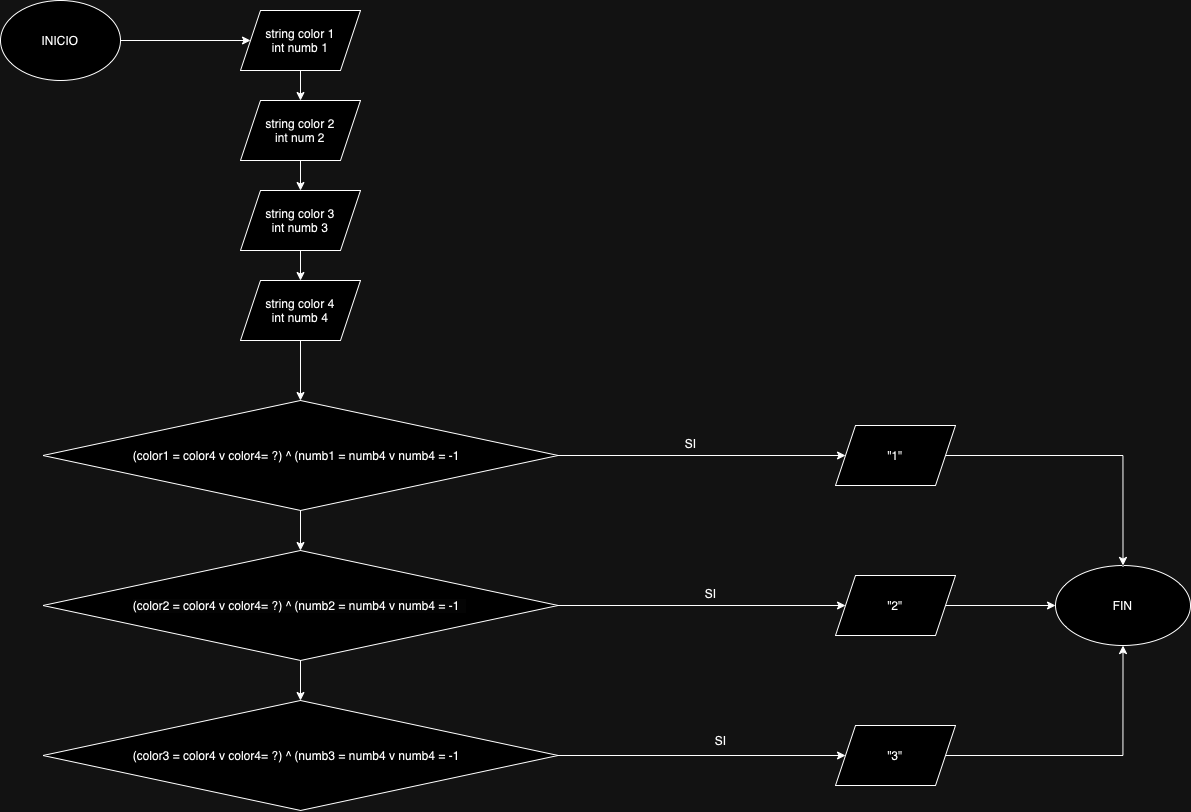 INICIO
string color 1
int numb 1
string color 2
int num 2
string color 3
int numb 3
string color 4
int numb 4
(color1 = color4 v color4= ?) ^ (numb1 = numb4 v numb4 = -1
SI
"1"
(color2 = color4 v color4= ?) ^ (numb2 = numb4 v numb4 = -1
SI
"2"
FIN
(color3 = color4 v color4= ?) ^ (numb3 = numb4 v numb4 = -1
SI
"3"